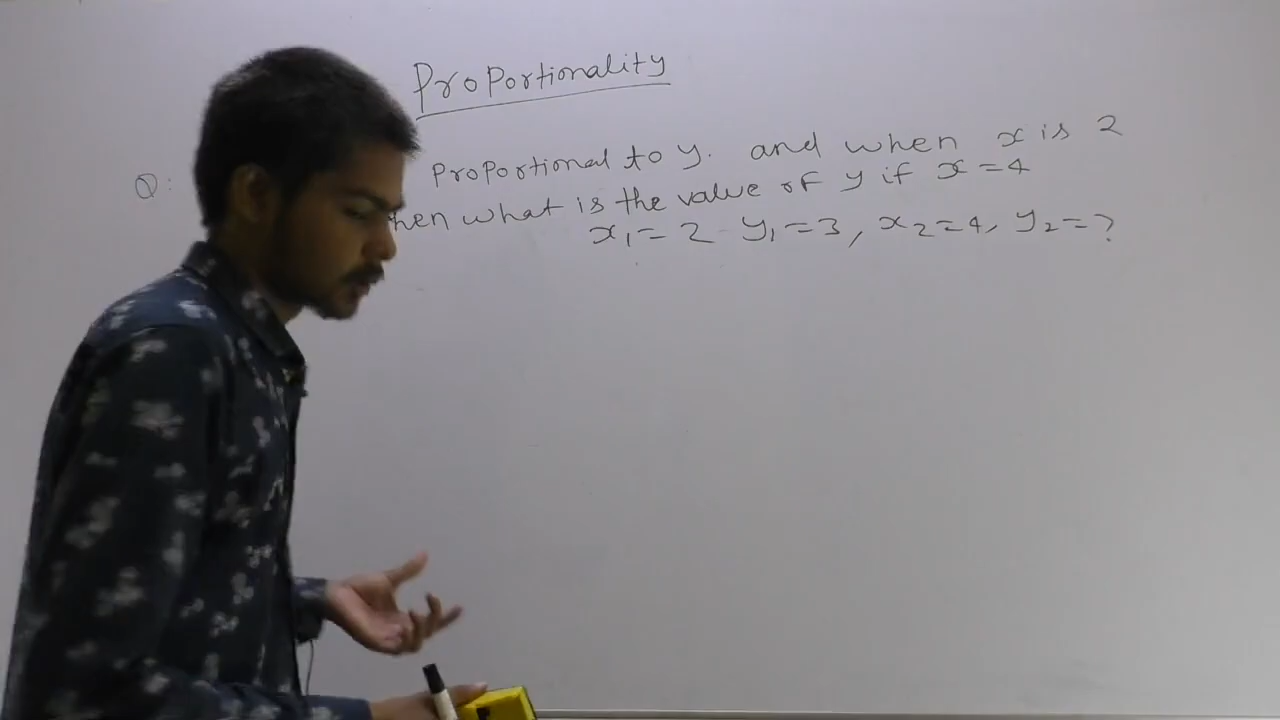 Proportionality
Q: Proportional to y. and when x is 2
hen what is the value of y if x = 4
x₁ = 2 y₁ = 3, x₂ = 4, y₂ = ?